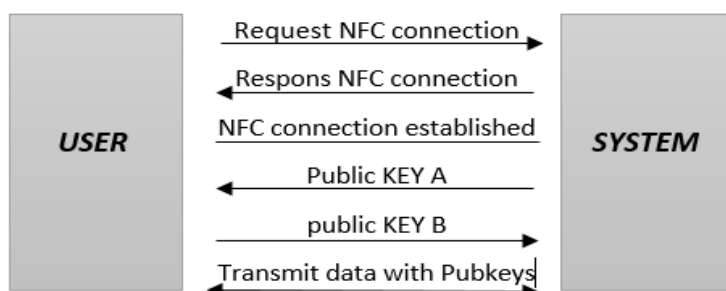 Request NFC connection
Respons NFC connection
USER
NFC connection established
SYSTEM
Public KEY A
public KEY B
Transmit data with Pubkeys